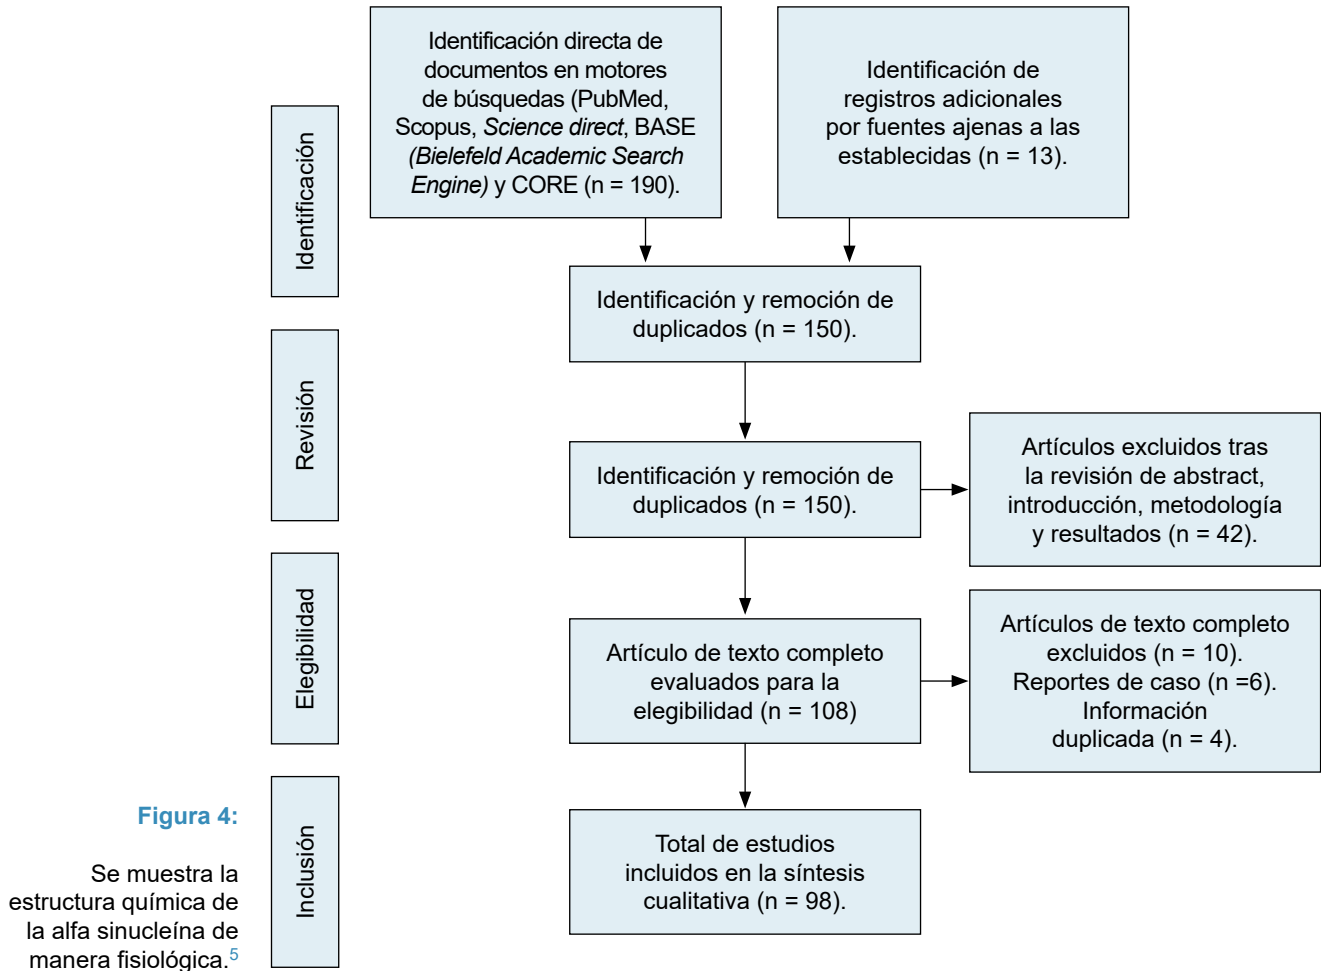 Identificación directa de
documentos en motores
de búsquedas (PubMed,
Scopus, Science direct, BASE
(Bielefeld Academic Search
Engine) y CORE (n = 190).
Identificación de
registros adicionales
por fuentes ajenas a las
establecidas (n = 13).
Identificación
Identificación y remoción de
duplicados (n = 150).
Revisión
Identificación y remoción de
duplicados (n = 150).
Artículos excluidos tras
la revisión de abstract,
introducción, metodología
y resultados (n = 42).
Elegibilidad
Artículo de texto completo
evaluados para la
elegibilidad (n = 108)
Artículos de texto completo
excluidos (n = 10).
Reportes de caso (n =6).
Información
duplicada (n = 4).
Inclusión
Total de estudios
incluidos en la síntesis
cualitativa (n = 98).
Figura 4:
Se muestra la
estructura química de
la alfa sinucleína de
manera fisiológica.5